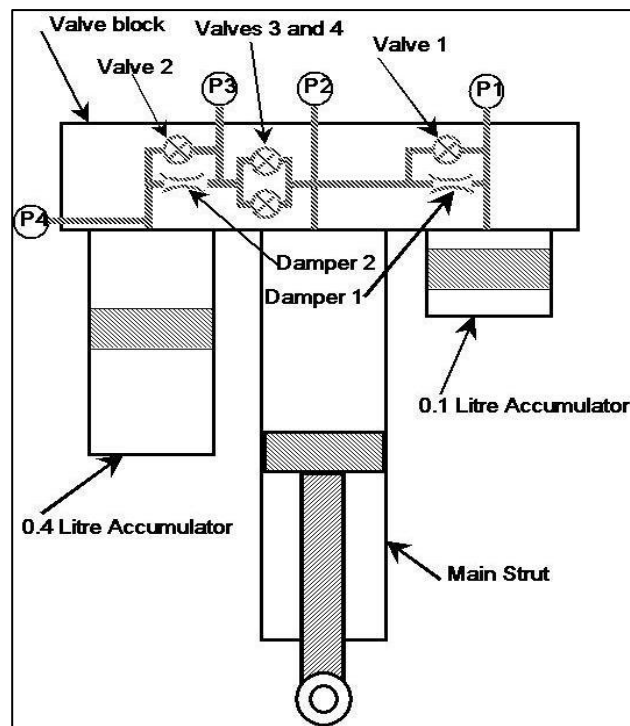 Valve block
Valves 3 and 4
Valve 1
Valve 2
P3
P2
P1
P4
Damper 2
Damper 1
0.1 Litre Accumulator
0.4 Litre Accumulator
Main Strut